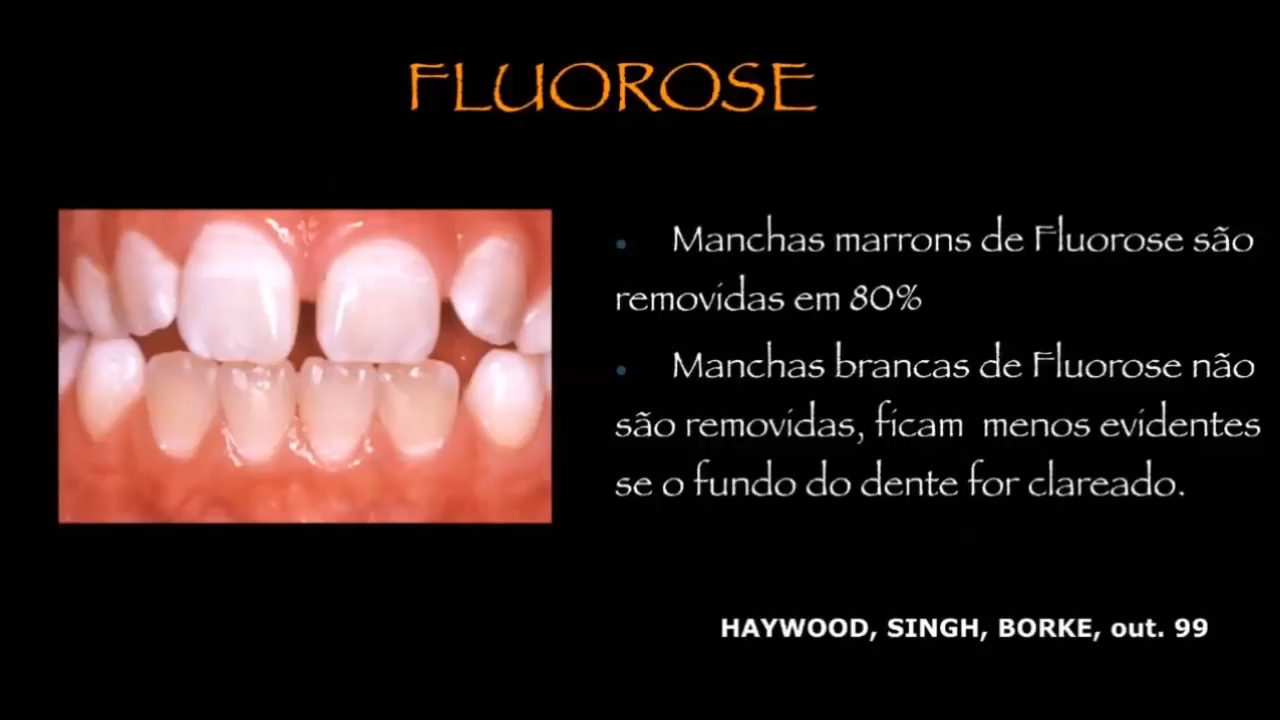 FLUOROSE
• Manchas marrons de Fluorose são
removidas em 80%
• Manchas brancas de Fluorose não
são removidas, ficam menos evidentes
se o fundo do dente for clareado.
HAYWOOD, SINGH, BORKE, out. 99